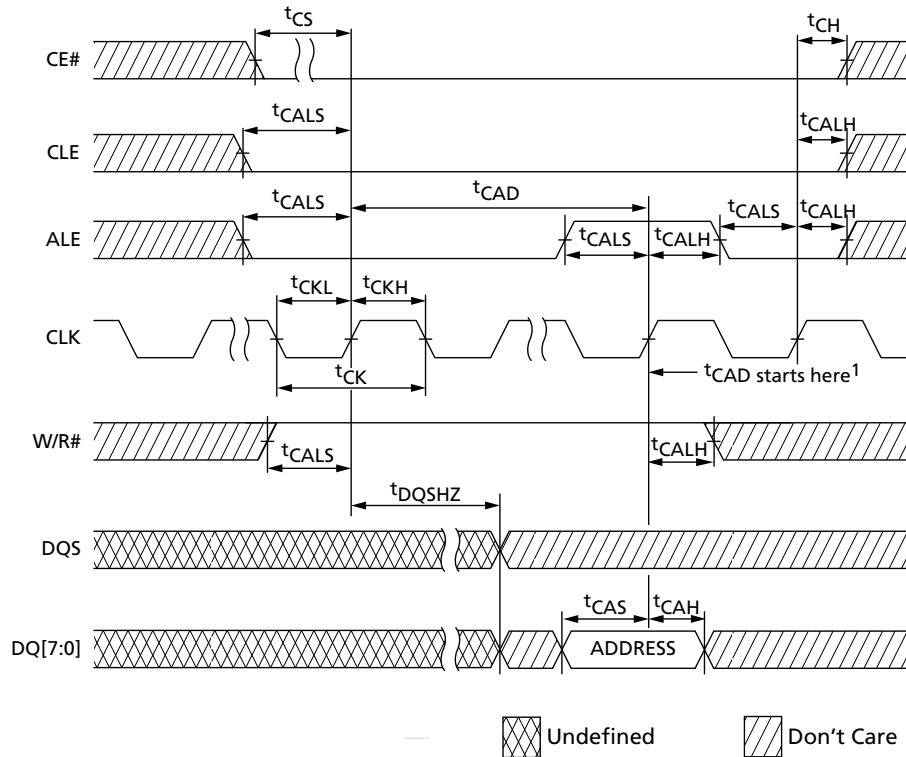 tCS
tCH
CE#
tCALS
tCALH
CLE
tCALS
tCAD
tCALS
tCALH
ALE
tCALS
tCALH
tCKL
tCKH
CLK
tCK
tCAD starts here1
W/R#
tCALS
tCALH
tDQSHZ
DQS
tCAS
tCAH
DQ[7:0]
ADDRESS
Undefined
Don't Care